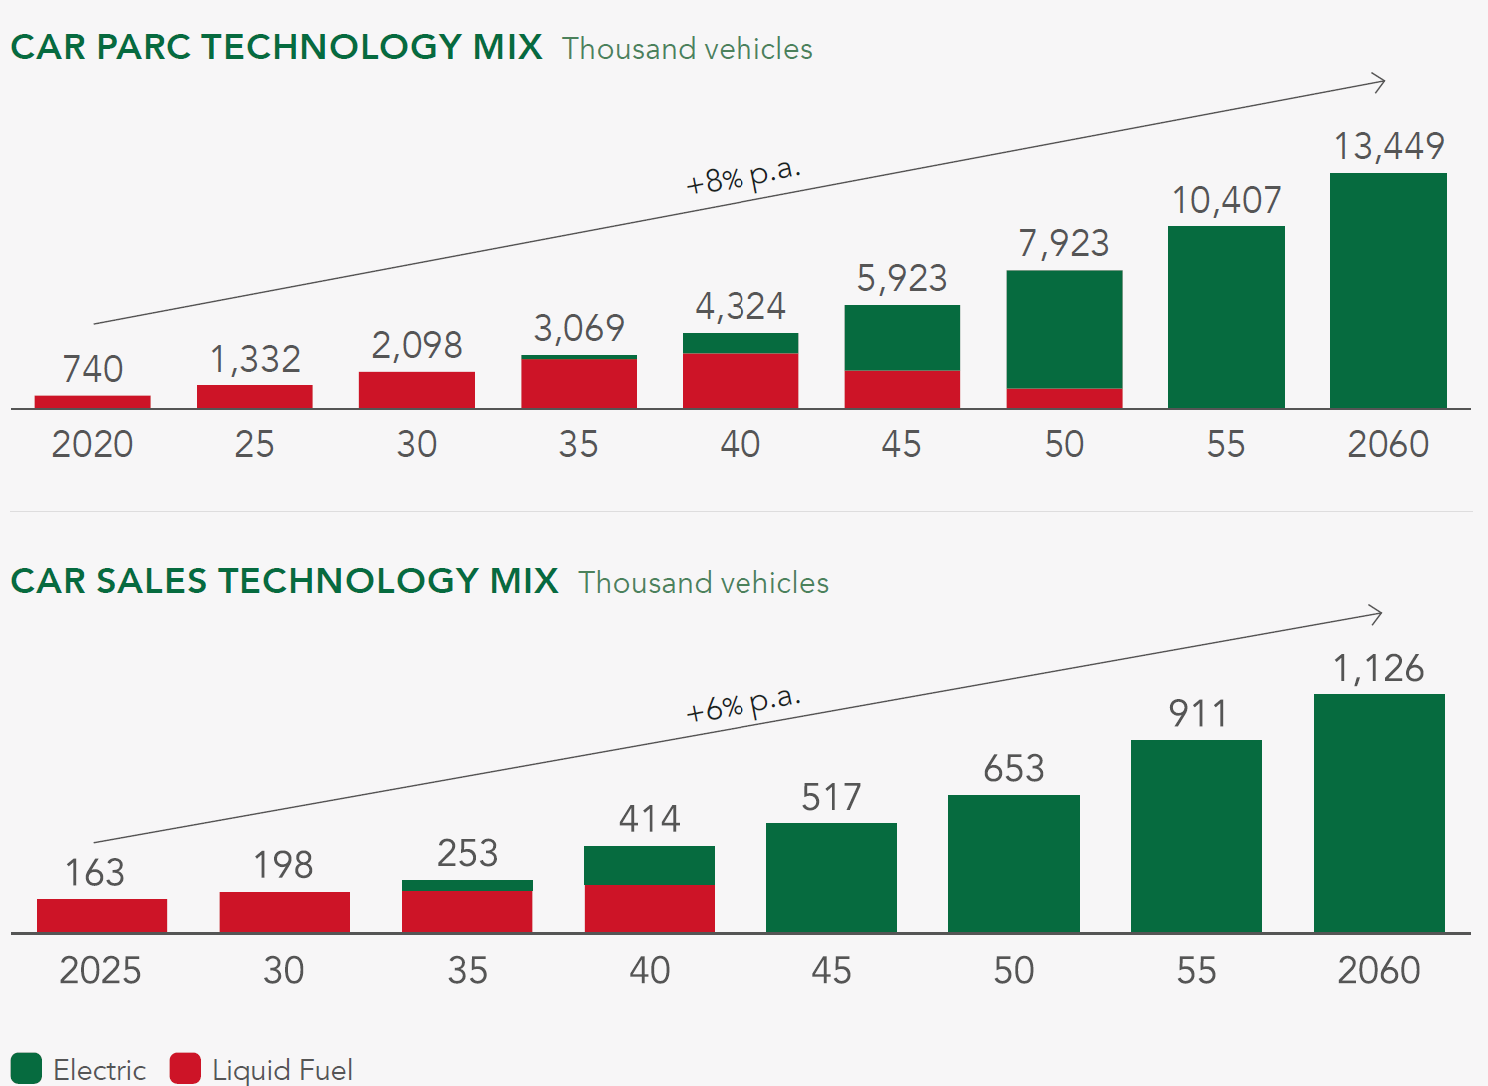 CAR PARC TECHNOLOGY MIX Thousand vehicles
+8% p.a.
740 1,332 2,098 3,069 4,324 5,923 7,923 10,407 13,449
2020 25 30 35 40 45 50 55 2060
CAR SALES TECHNOLOGY MIX Thousand vehicles
+6% p.a.
163 198 253 414 517 653 911 1,126
2025 30 35 40 45 50 55 2060
Electric Liquid Fuel